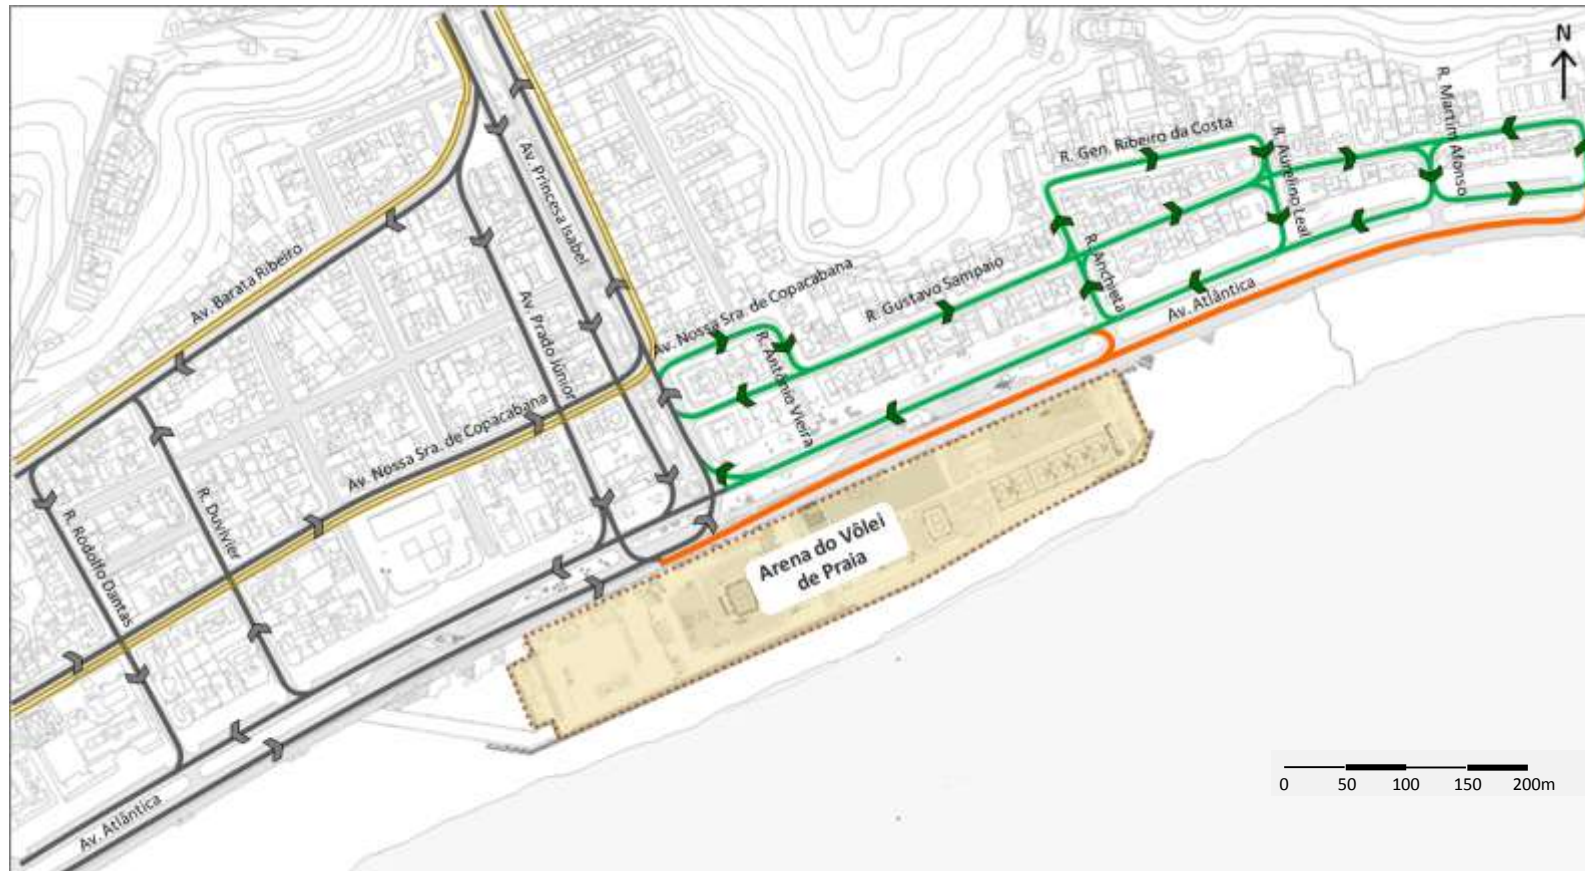 N
R. Martim Afonso
R. Gen. Ribeiro da Costa
R. Aurelino Leal
Av. Princesa Isabel
Av. Barata Ribeiro
Av. Nossa Sra. de Copacabana
R. Gustavo Sampaio
R. Anchieta
Av. Atlântica
Av. Prado Júnior
R. Antônio Vieira
Av. Nossa Sra. de Copacabana
R. Duvivier
R. Rodolfo Dantas
Arena do Vôlei
de Praia
Av. Atlântica
0 50 100 150 200m